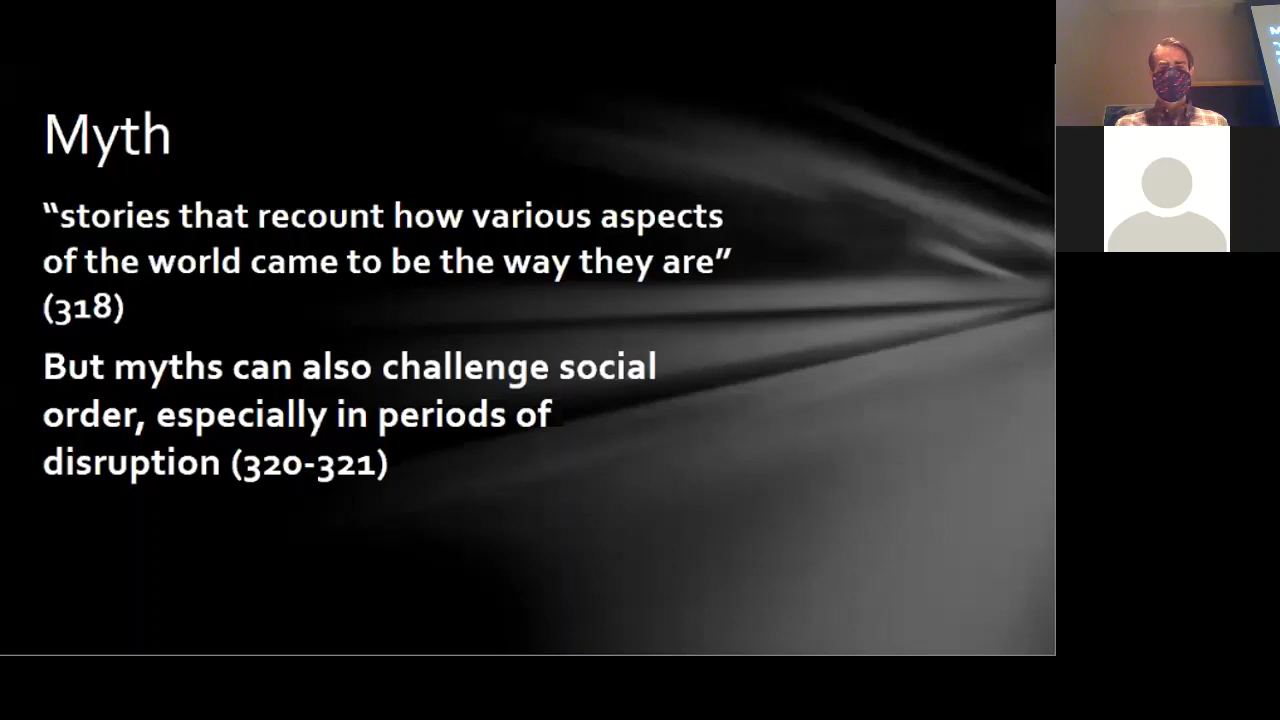 Myth
“stories that recount how various aspects
of the world came to be the way they are”
(318)
But myths can also challenge social
order, especially in periods of
disruption (320-321)